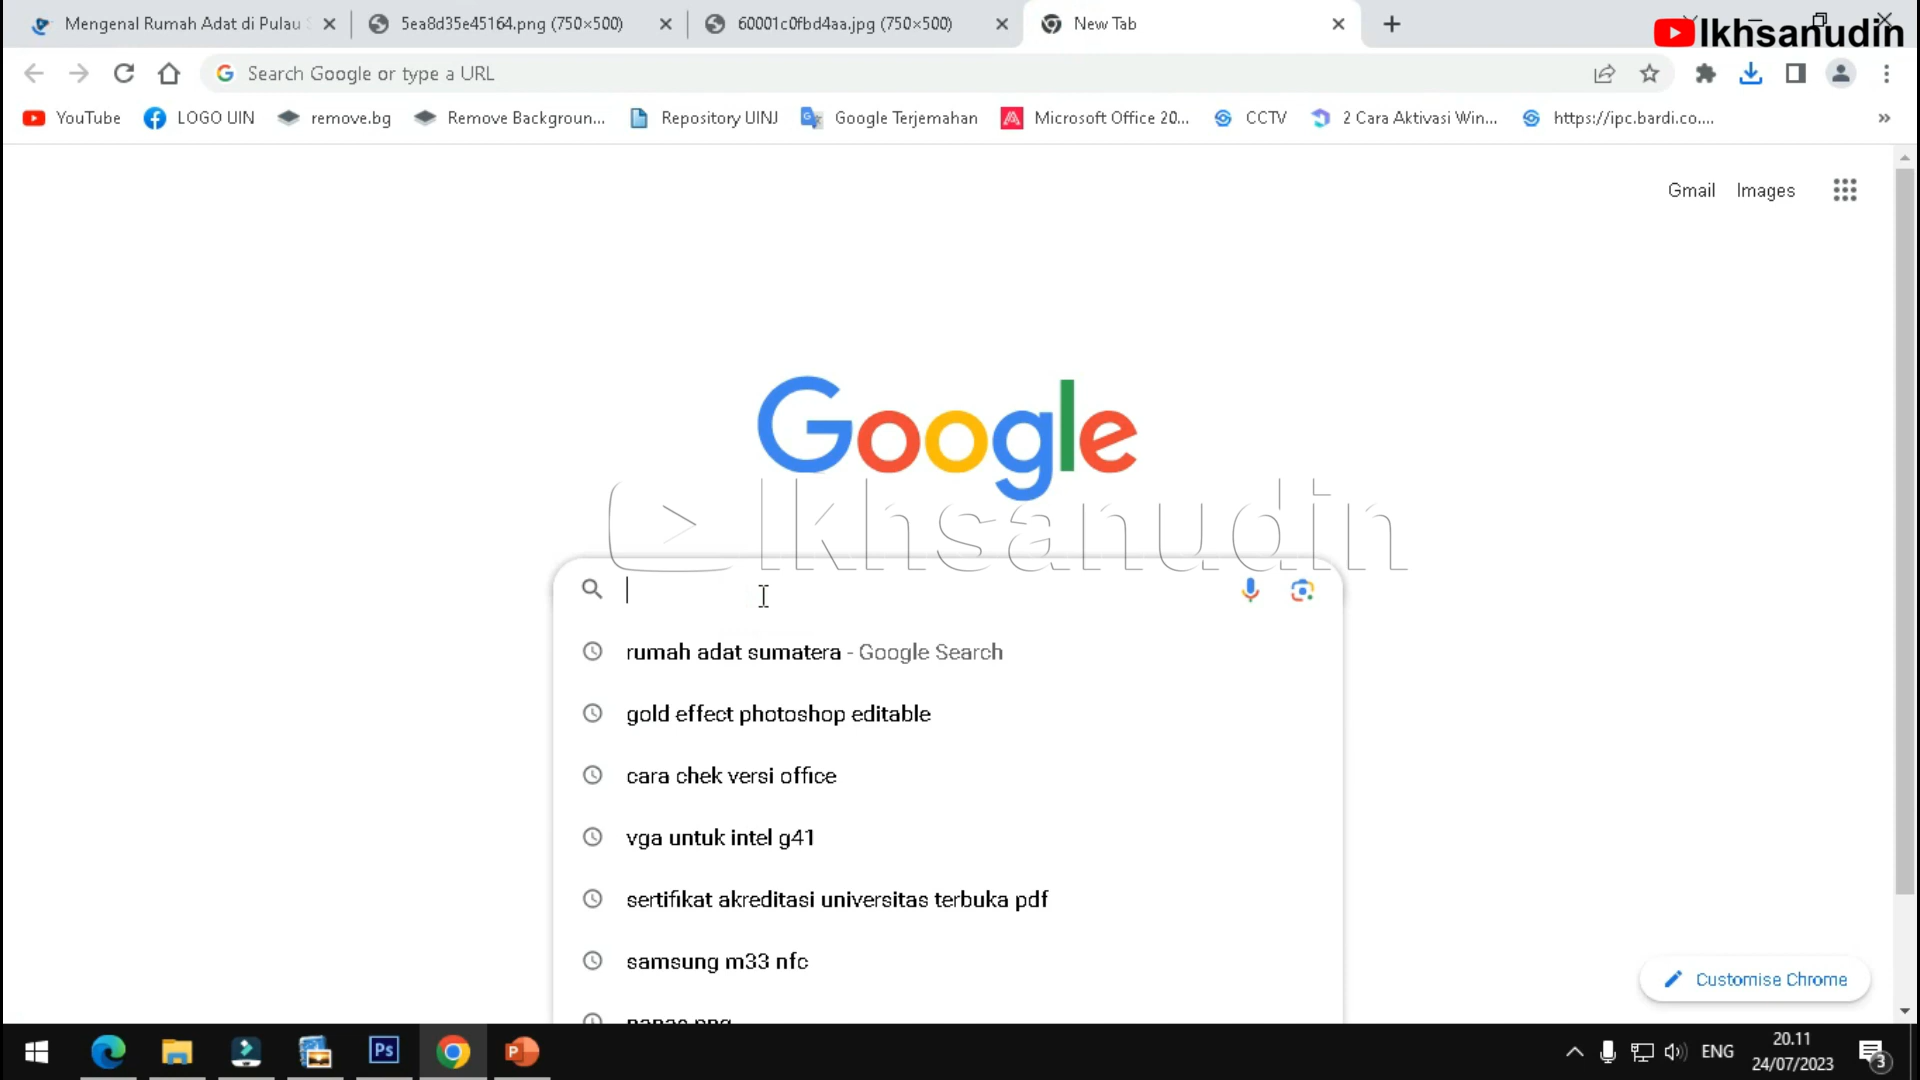 Mengenal Rumah Adat di Pulau
5ea8d35e45164.png (750×500)
60001c0fbd4aa.jpg (750×500)
New Tab
Ikhsanudin
Search Google or type a URL
YouTube
LOGO UIN
remove.bg
Remove Backgroun...
Repository UINJ
Google Terjemahan
Microsoft Office 20...
CCTV
2 Cara Aktivasi Win...
https://ipc.bardi.co....
»
Gmail
Images
Google
Ikhsanudin
rumah adat sumatera - Google Search
gold effect photoshop editable
cara chek versi office
vga untuk intel g41
sertifikat akreditasi universitas terbuka pdf
samsung m33 nfc
Customise Chrome
Ps
P
ENG
20.11
24/07/2023
3